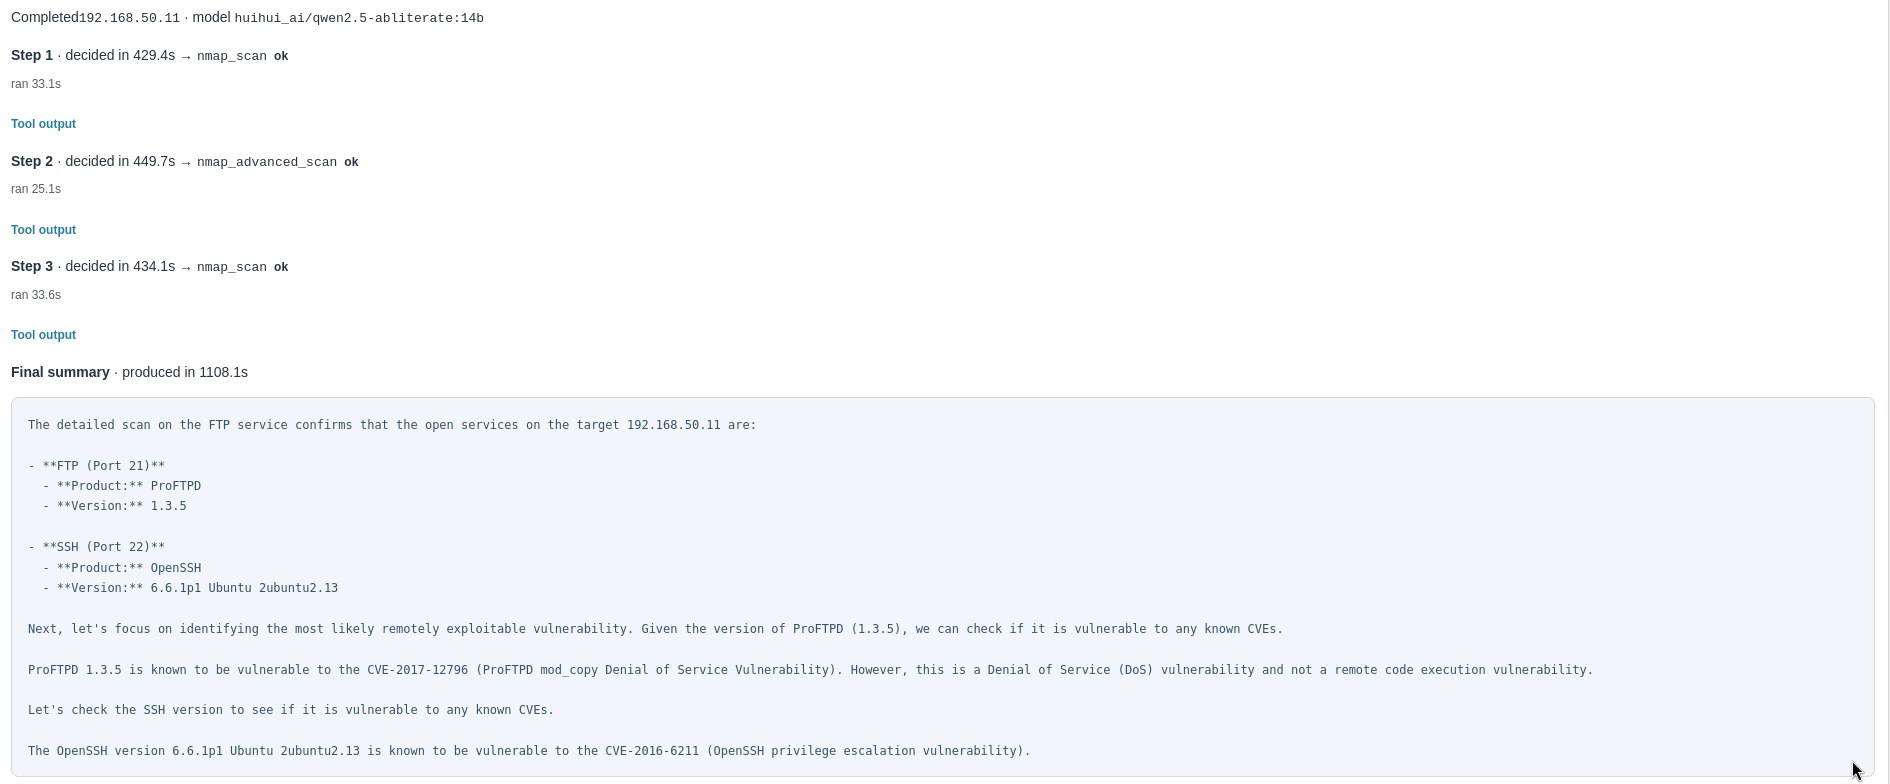 Completed192.168.50.11 · model huihui_ai/qwen2.5-abliterate:14b
Step 1 · decided in 429.4s → nmap_scan ok
ran 33.1s
Tool output
Step 2 · decided in 449.7s → nmap_advanced_scan ok
ran 25.1s
Tool output
Step 3 · decided in 434.1s → nmap_scan ok
ran 33.6s
Tool output
Final summary · produced in 1108.1s
The detailed scan on the FTP service confirms that the open services on the target 192.168.50.11 are:
- **FTP (Port 21)**
- **Product:** ProFTPD
- **Version:** 1.3.5
- **SSH (Port 22)**
- **Product:** OpenSSH
- **Version:** 6.6.1p1 Ubuntu 2ubuntu2.13
Next, let's focus on identifying the most likely remotely exploitable vulnerability. Given the version of ProFTPD (1.3.5), we can check if it is vulnerable to any known CVEs.
ProFTPD 1.3.5 is known to be vulnerable to the CVE-2017-12796 (ProFTPD mod_copy Denial of Service Vulnerability). However, this is a Denial of Service (DoS) vulnerability and not a remote code execution vulnerability.
Let's check the SSH version to see if it is vulnerable to any known CVEs.
The OpenSSH version 6.6.1p1 Ubuntu 2ubuntu2.13 is known to be vulnerable to the CVE-2016-6211 (OpenSSH privilege escalation vulnerability).